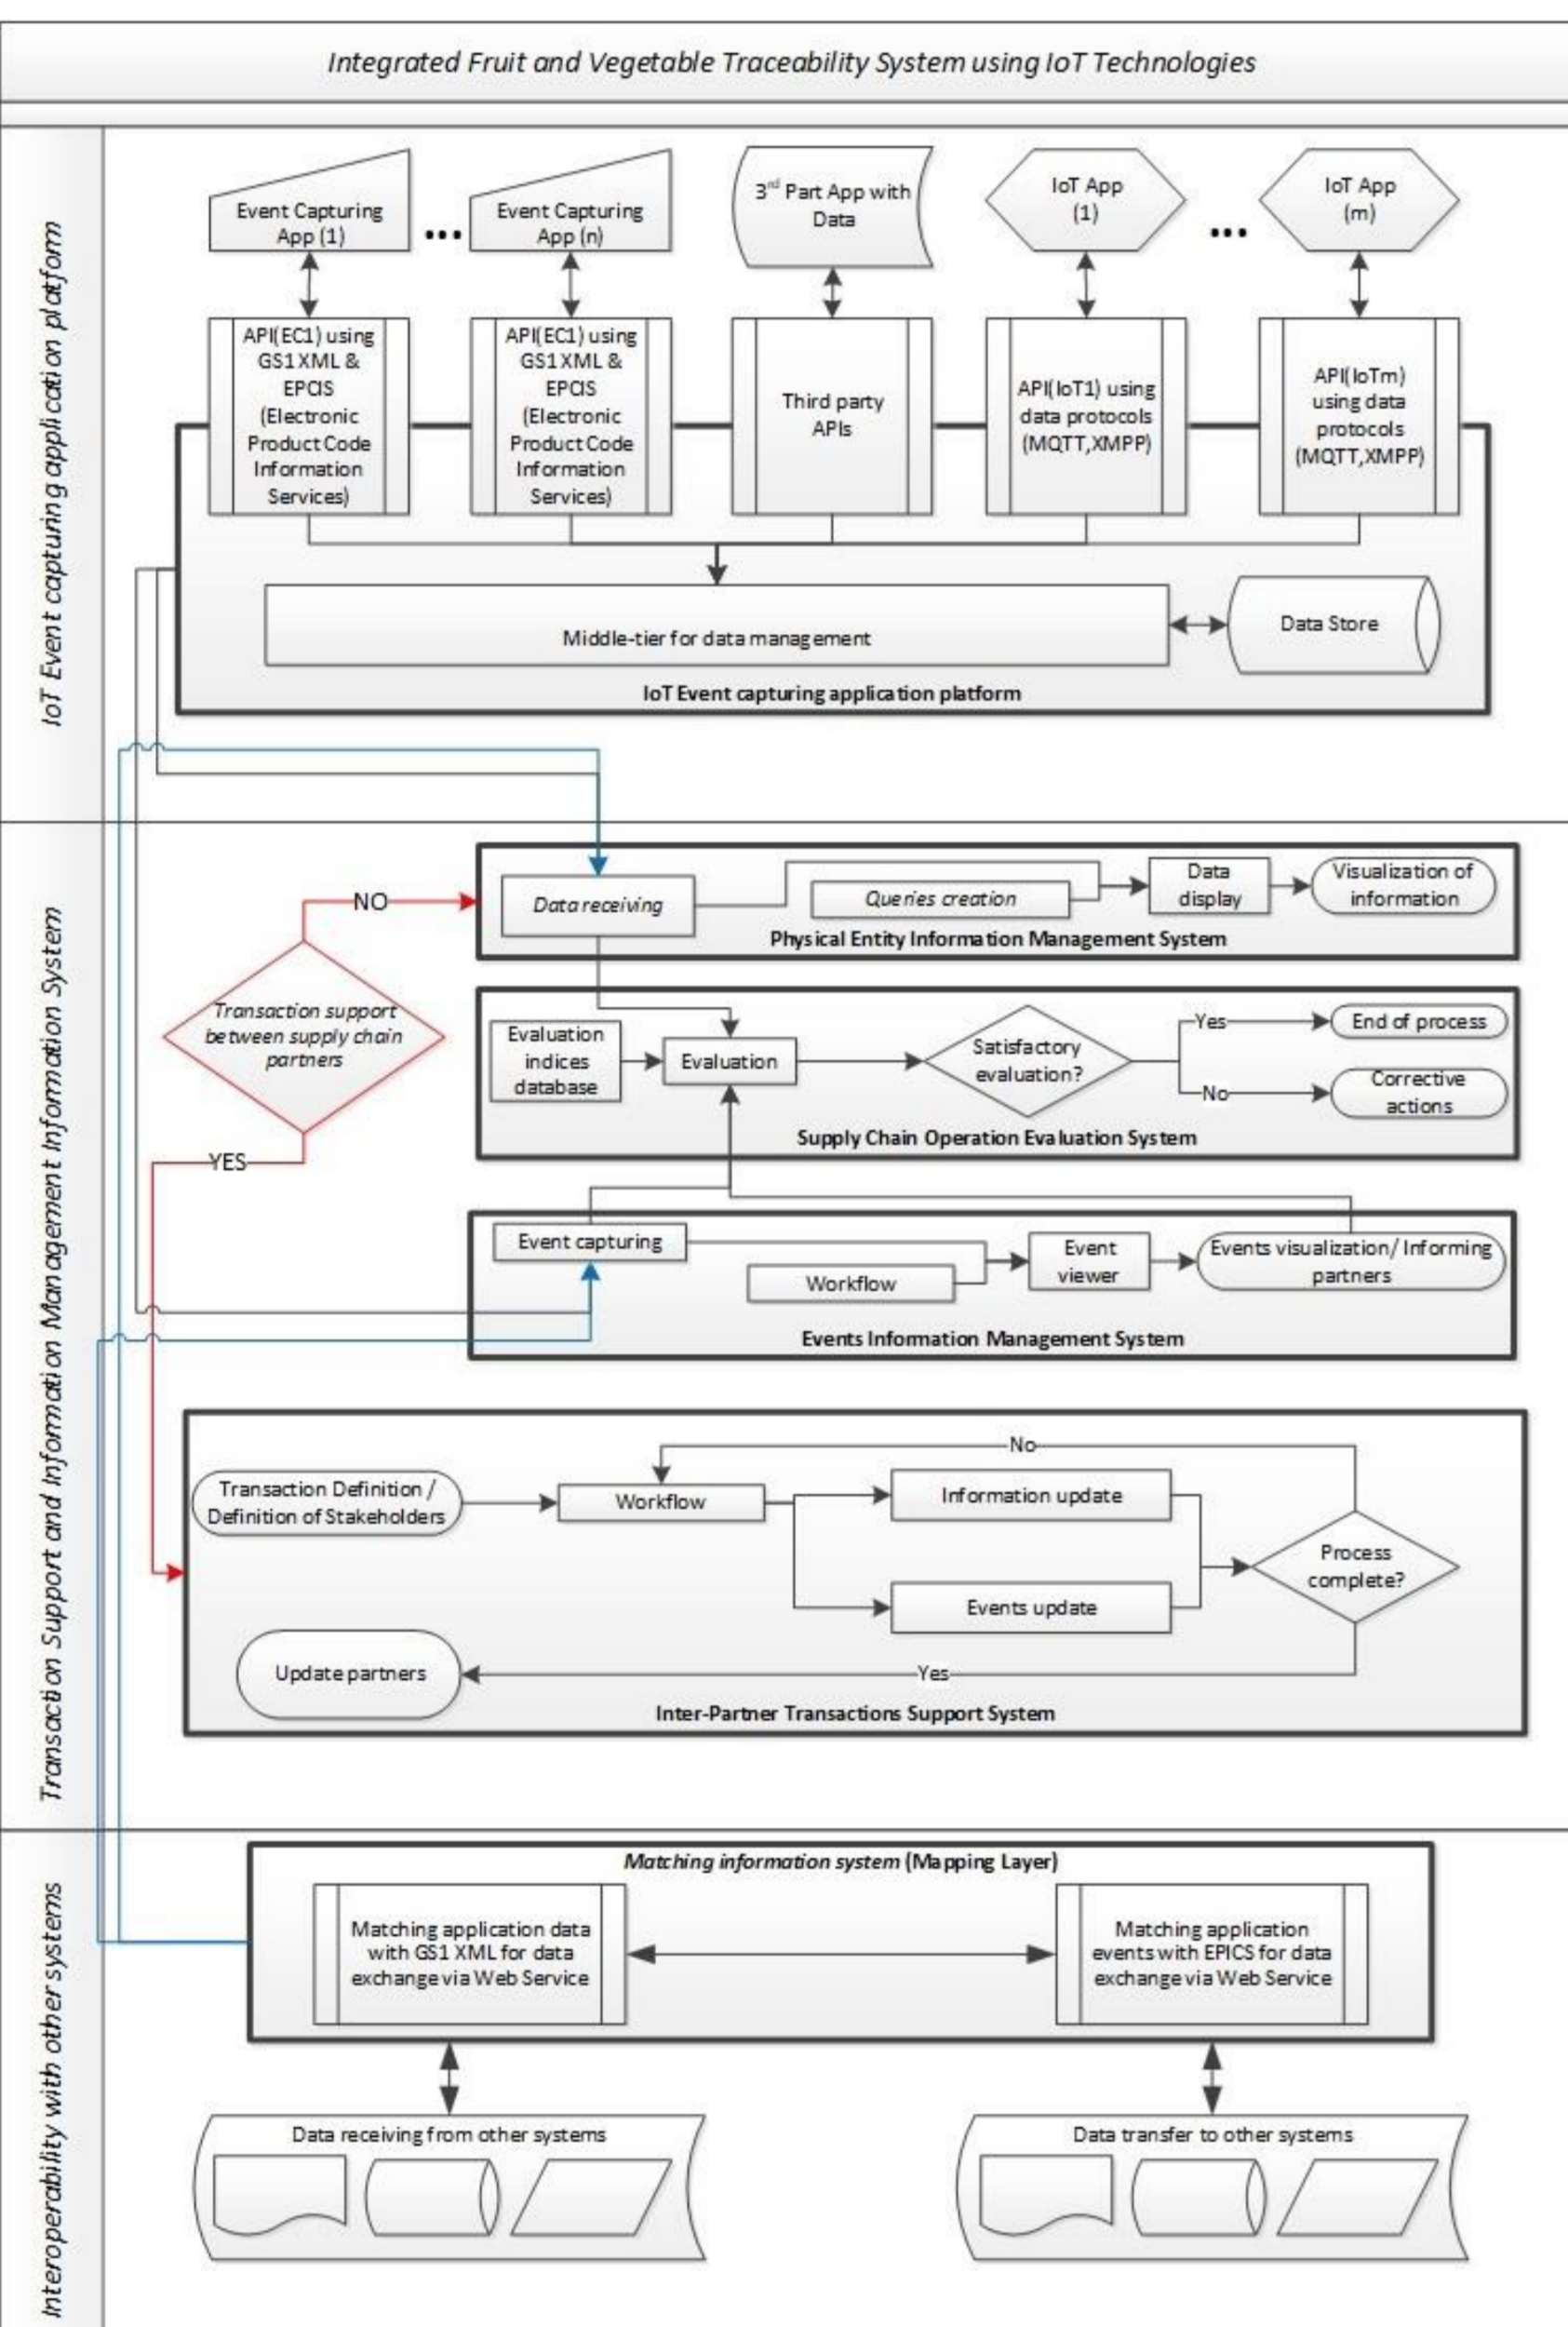 Integrated Fruit and Vegetable Traceability System using IoT Technologies
IoT Event capturing application platform
Event Capturing
App (1)
...
Event Capturing
App (n)
3rd Part App with
Data
IoT App
(1)
...
IoT App
(m)
API(EC1) using
GS1 XML &
EPCIS
(Electronic
Product Code
Information
Services)
API(EC1) using
GS1 XML &
EPCIS
(Electronic
Product Code
Information
Services)
Third party
APIs
API(IoT1) using
data protocols
(MQTT,XMPP)
API(IoTm)
using data
protocols
(MQTT,XMPP)
Middle-tier for data management
Data Store
IoT Event capturing application platform
Transaction Support and Information Management Information System
NO
Transaction support
between supply chain
partners
YES
Data receiving
Queries creation
Data
display
Visualization of
information
Physical Entity Information Management System
Evaluation
indices
database
Evaluation
Satisfactory
evaluation?
Yes
End of process
No
Corrective
actions
Supply Chain Operation Evaluation System
Event capturing
Workflow
Event
viewer
Events visualization/ Informing
partners
Events Information Management System
No
Transaction Definition /
Definition of Stakeholders
Workflow
Information update
Events update
Process
complete?
Yes
Update partners
Inter-Partner Transactions Support System
Interoperability with other systems
Matching information system (Mapping Layer)
Matching application data
with GS1 XML for data
exchange via Web Service
Matching application
events with EPICS for data
exchange via Web Service
Data receiving from other systems
Data transfer to other systems